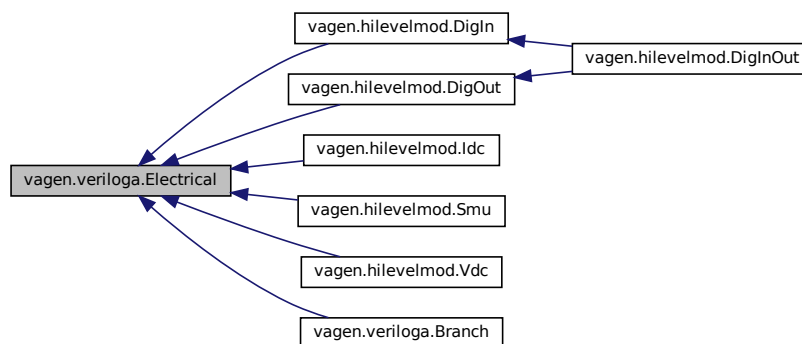 vagen.hilevelmod.DigIn
vagen.hilevelmod.DigInOut
vagen.hilevelmod.DigOut
vagen.hilevelmod.Idc
vagen.veriloga.Electrical
vagen.hilevelmod.Smu
vagen.hilevelmod.Vdc
vagen.veriloga.Branch